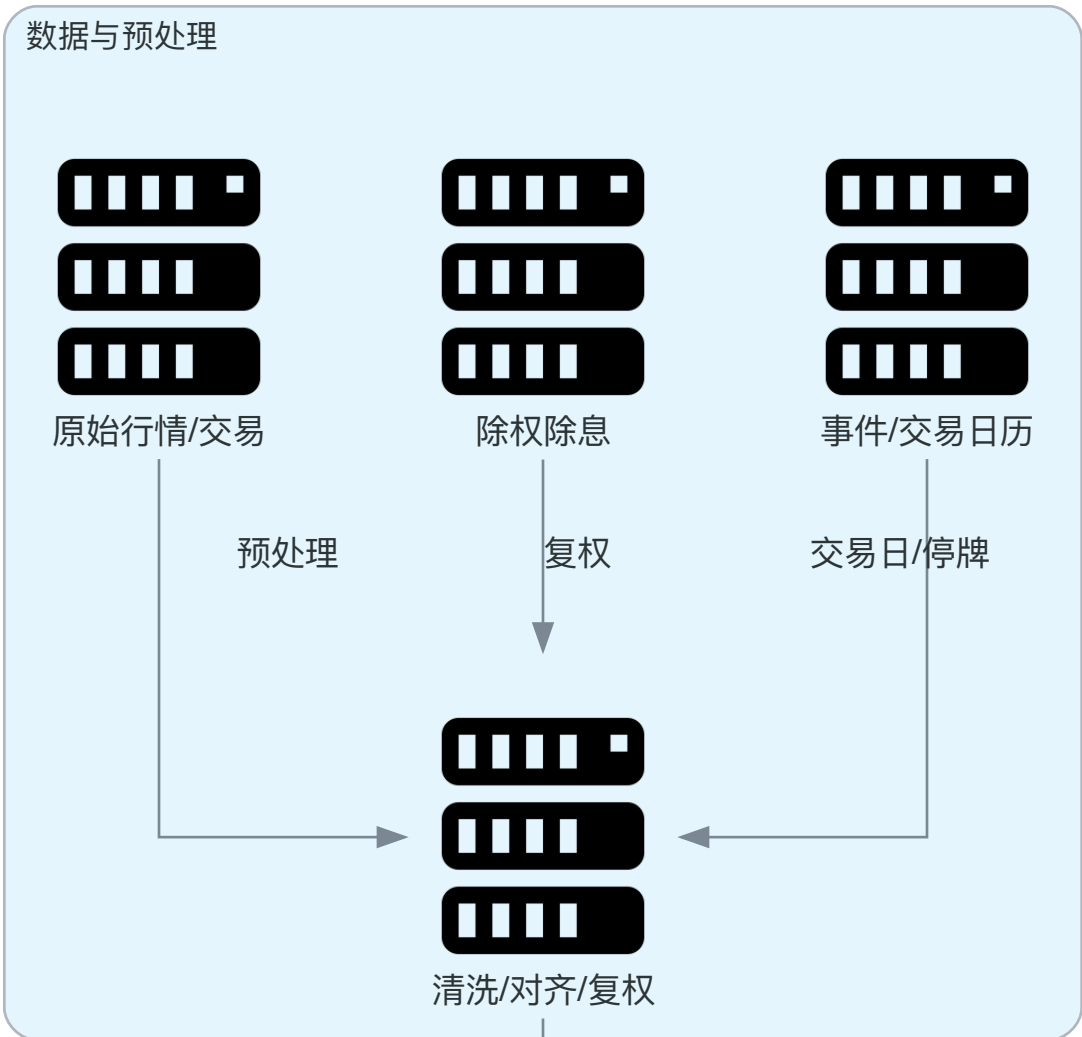 数据与预处理
原始行情/交易
除权除息
事件/交易日历
预处理
复权
交易日/停牌
清洗/对齐/复权